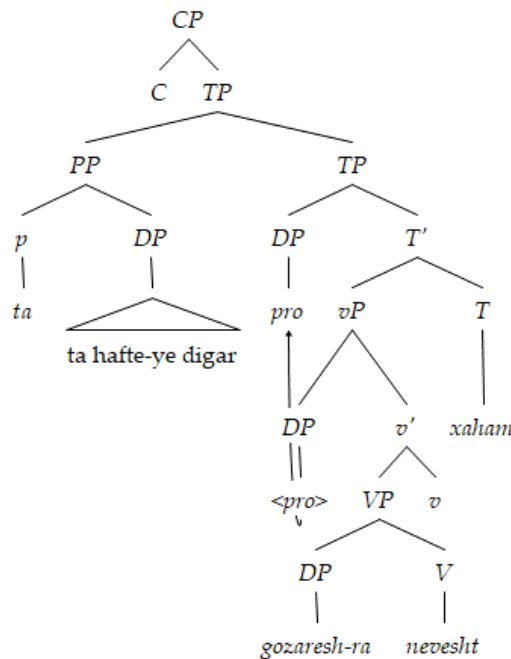 CP
C TP
PP TP
p DP DP T'
ta pro vP T
ta hafte-ye digar
DP v' xaham
<pro> VP v
DP V
gozaresh-ra nevesht